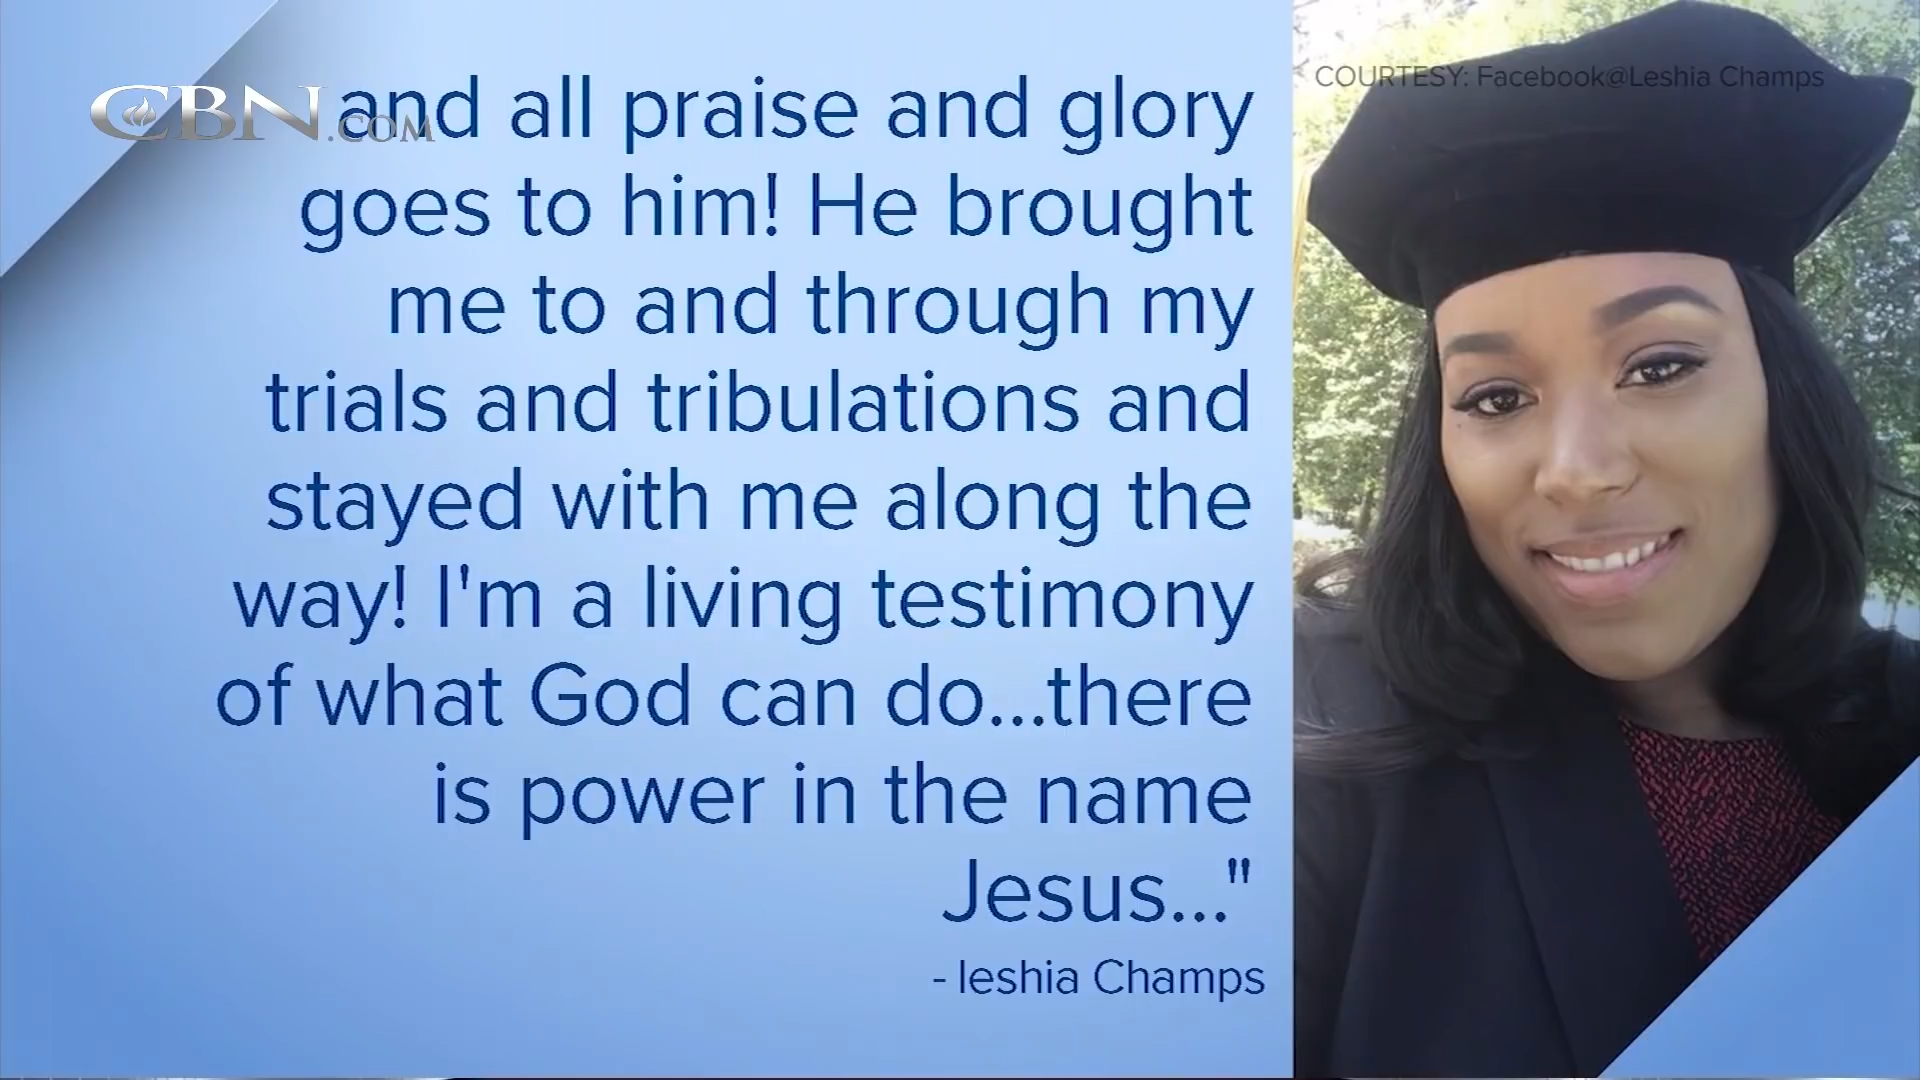 CBN.COM
and all praise and glory
goes to him! He brought
me to and through my
trials and tribulations and
stayed with me along the
way! I'm a living testimony
of what God can do...there
is power in the name
Jesus..."
- Ieshia Champs
COURTESY: Facebook@Leshia Champs